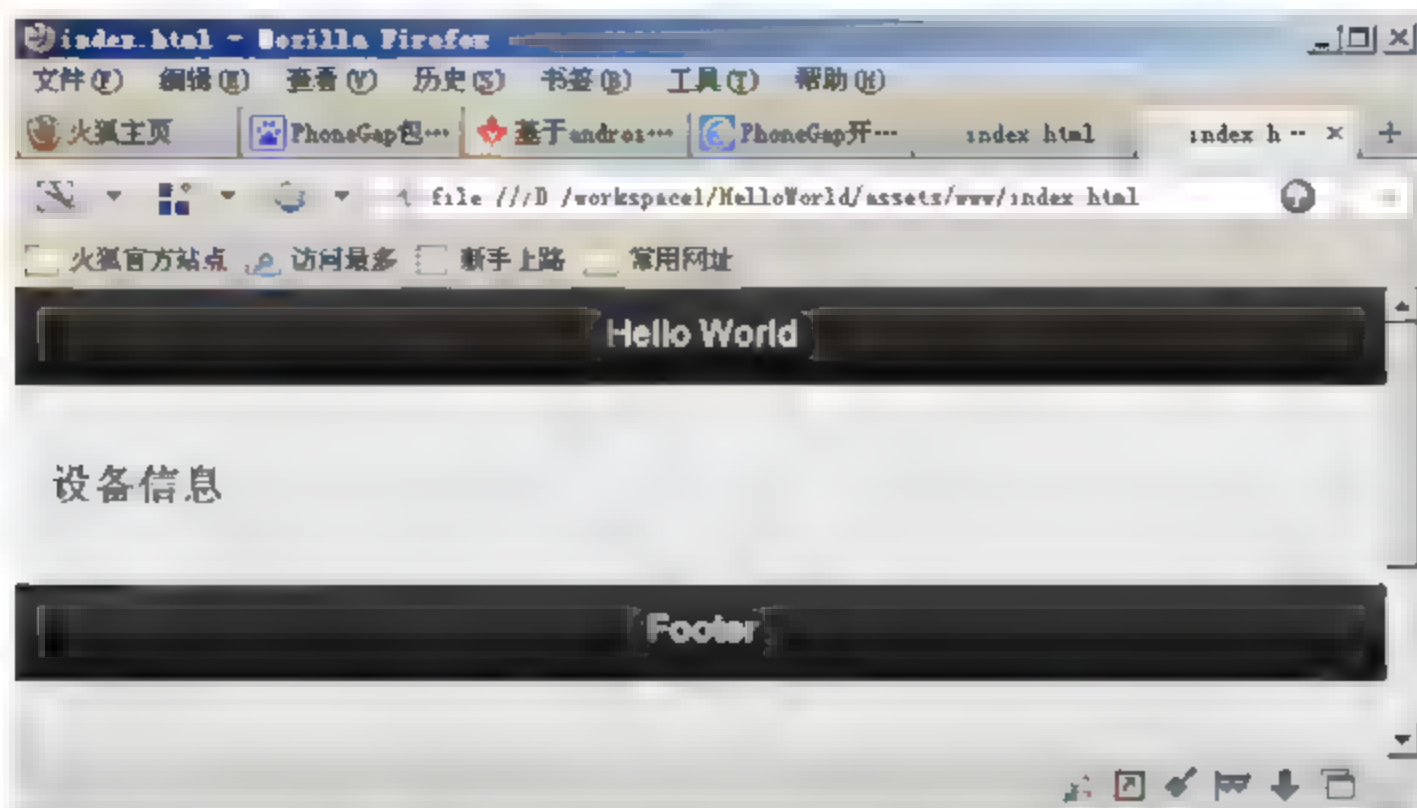 index.html - Mozilla Firefox
文件(F) 编辑(E) 查看(V) 历史(S) 书签(B) 工具(T) 帮助(H)
火狐主页 PhoneGap包… 基于androi… PhoneGap开… index html index h…
file ///D /workspace1/HelloWorld/assets/www/index html
火狐官方站点 访问最多 新手上路 常用网址
Hello World
设备信息
Footer